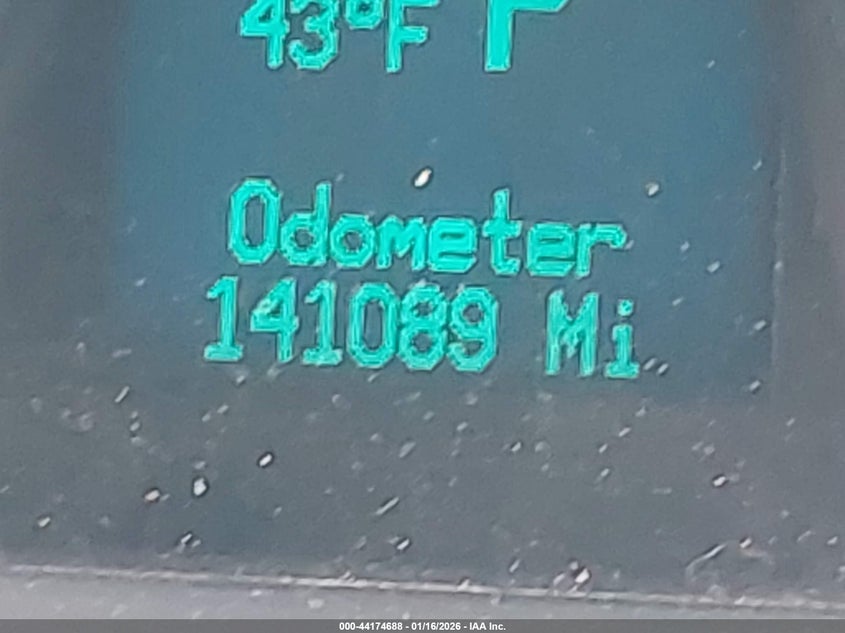 43°F P
Odometer
141089 Mi
000-44174688 - 01/16/2026 - IAA Inc.